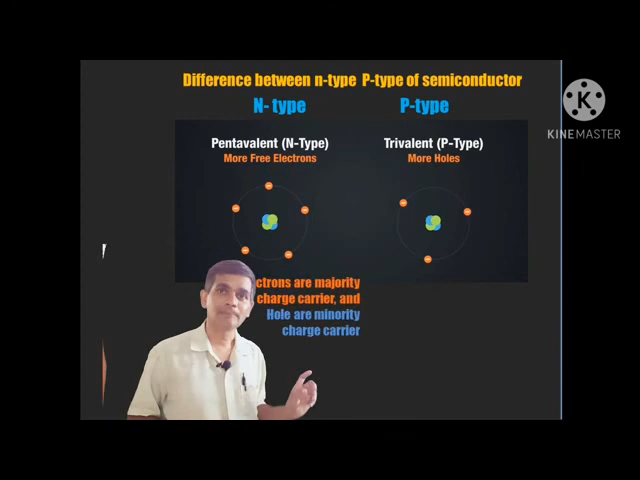 Difference between n-type P-type of semiconductor
N- type P-type
Pentavalent (N-Type) Trivalent (P-Type)
More Free Electrons More Holes
ctrons are majority
charge carrier, and
Hole are minority
charge carrier
K
KINEMASTER